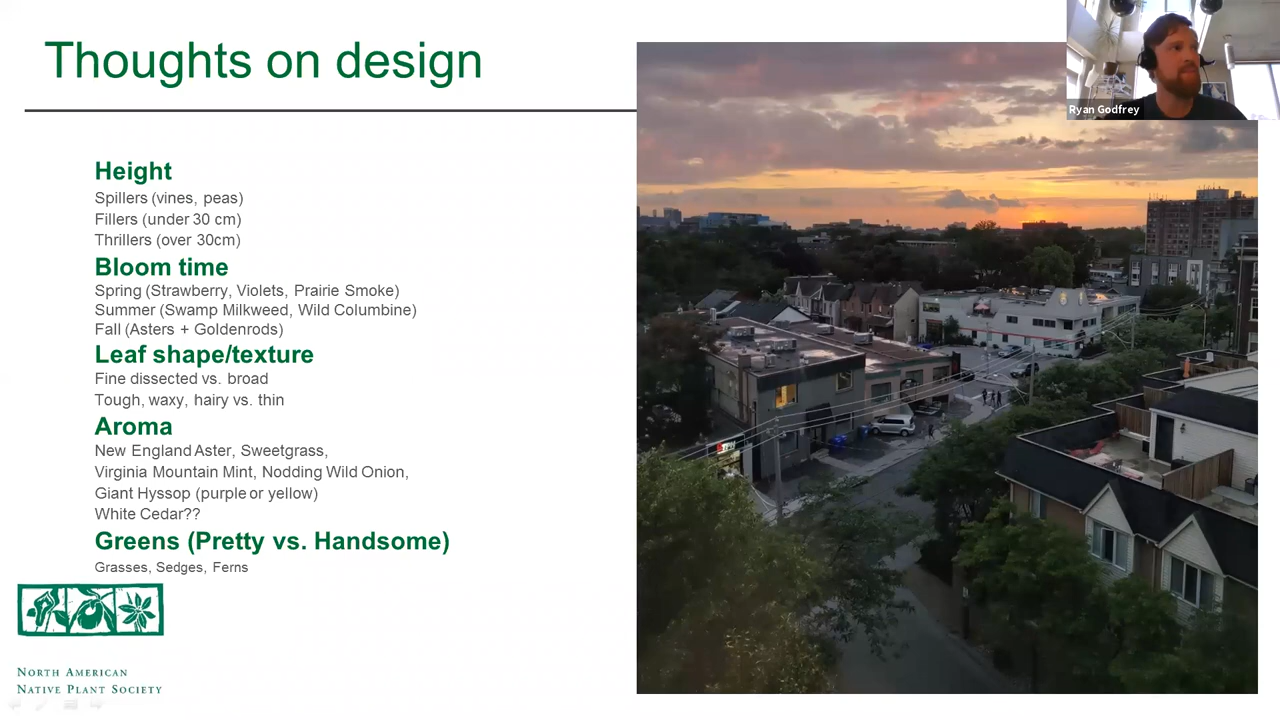 Thoughts on design
Ryan Godfrey
Height
Spillers (vines, peas)
Fillers (under 30 cm)
Thrillers (over 30cm)
Bloom time
Spring (Strawberry, Violets, Prairie Smoke)
Summer (Swamp Milkweed, Wild Columbine)
Fall (Asters + Goldenrods)
Leaf shape/texture
Fine dissected vs. broad
Tough, waxy, hairy vs. thin
Aroma
New England Aster, Sweetgrass,
Virginia Mountain Mint, Nodding Wild Onion,
Giant Hyssop (purple or yellow)
White Cedar??
Greens (Pretty vs. Handsome)
Grasses, Sedges, Ferns
North American
Native Plant Society